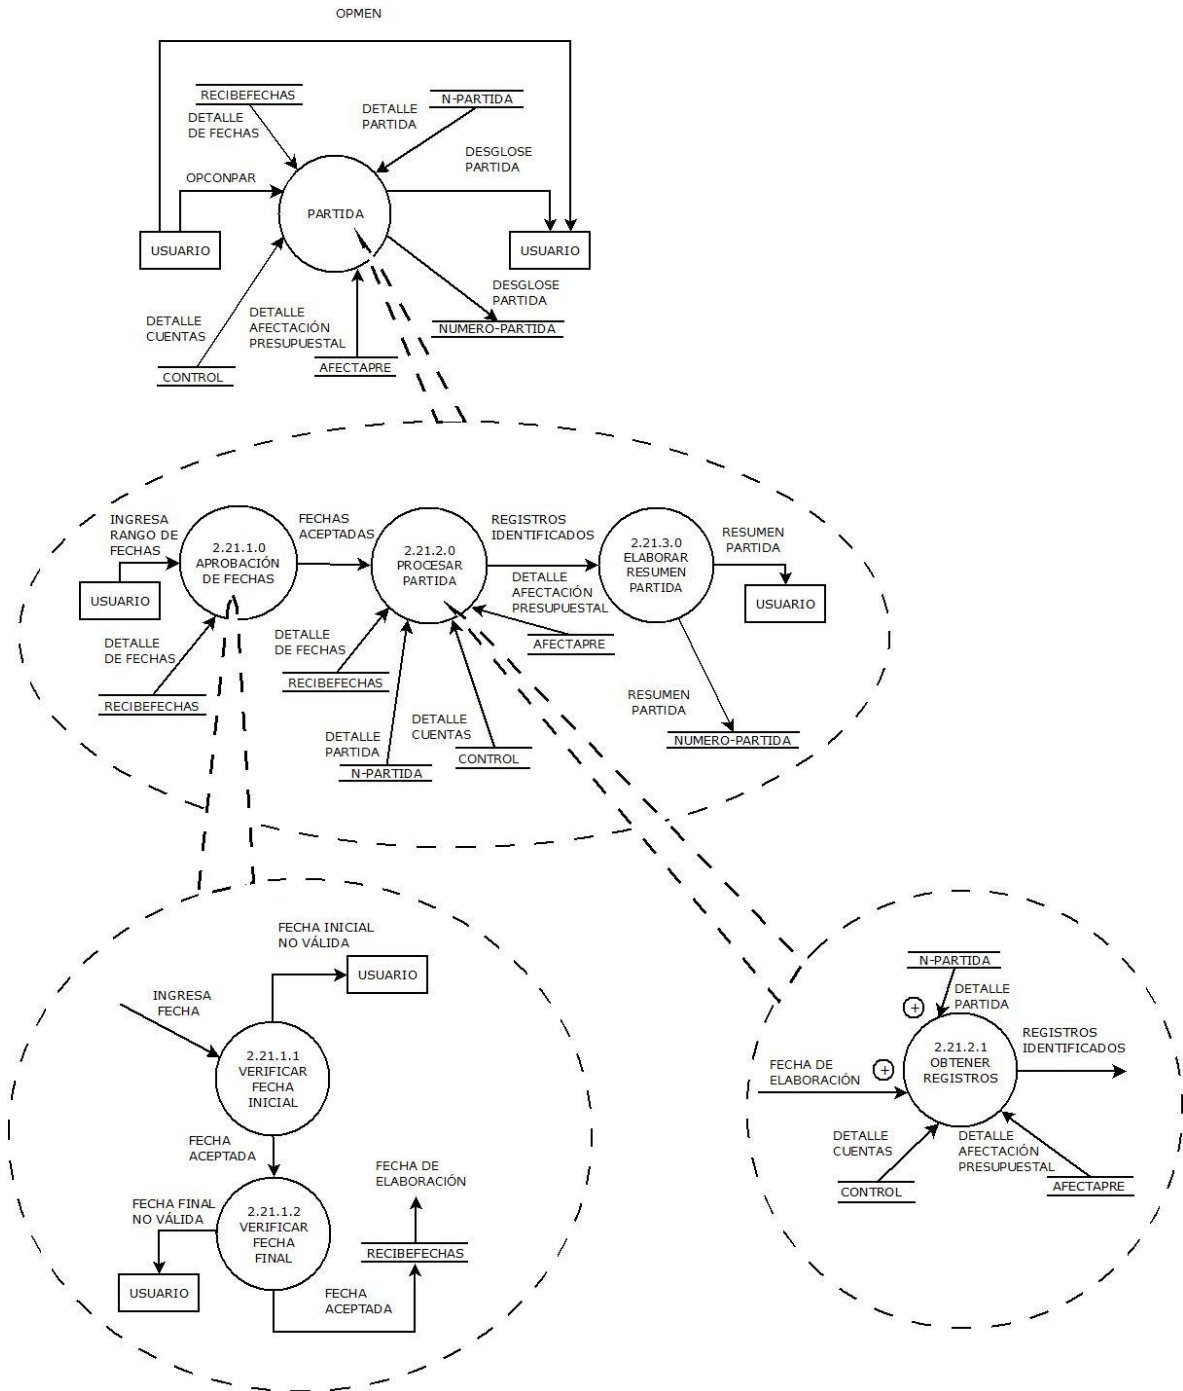 OPMEN
RECIBEFECHAS
N-PARTIDA
DETALLE
DE FECHAS
DETALLE
PARTIDA
DESGLOSE
PARTIDA
OPCONPAR
PARTIDA
USUARIO
USUARIO
DESGLOSE
PARTIDA
DETALLE
CUENTAS
DETALLE
AFECTACIÓN
PRESUPUESTAL
NUMERO-PARTIDA
CONTROL
AFECTAPRE
INGRESA
RANGO DE
FECHAS
2.21.1.0
APROBACIÓN
DE FECHAS
FECHAS
ACEPTADAS
2.21.2.0
PROCESAR
PARTIDA
REGISTROS
IDENTIFICADOS
2.21.3.0
ELABORAR
RESUMEN
PARTIDA
RESUMEN
PARTIDA
USUARIO
DETALLE
AFECTACIÓN
PRESUPUESTAL
USUARIO
DETALLE
DE FECHAS
DETALLE
DE FECHAS
AFECTAPRE
RECIBEFECHAS
RECIBEFECHAS
RESUMEN
PARTIDA
DETALLE
PARTIDA
DETALLE
CUENTAS
NUMERO-PARTIDA
N-PARTIDA
CONTROL
FECHA INICIAL
NO VÁLIDA
USUARIO
INGRESA
FECHA
2.21.1.1
VERIFICAR
FECHA
INICIAL
FECHA
ACEPTADA
FECHA DE
ELABORACIÓN
FECHA FINAL
NO VÁLIDA
2.21.1.2
VERIFICAR
FECHA
FINAL
RECIBEFECHAS
USUARIO
FECHA
ACEPTADA
N-PARTIDA
DETALLE
PARTIDA
+
2.21.2.1
OBTENER
REGISTROS
REGISTROS
IDENTIFICADOS
FECHA DE
ELABORACIÓN
+
DETALLE
CUENTAS
DETALLE
AFECTACIÓN
PRESUPUESTAL
CONTROL
AFECTAPRE